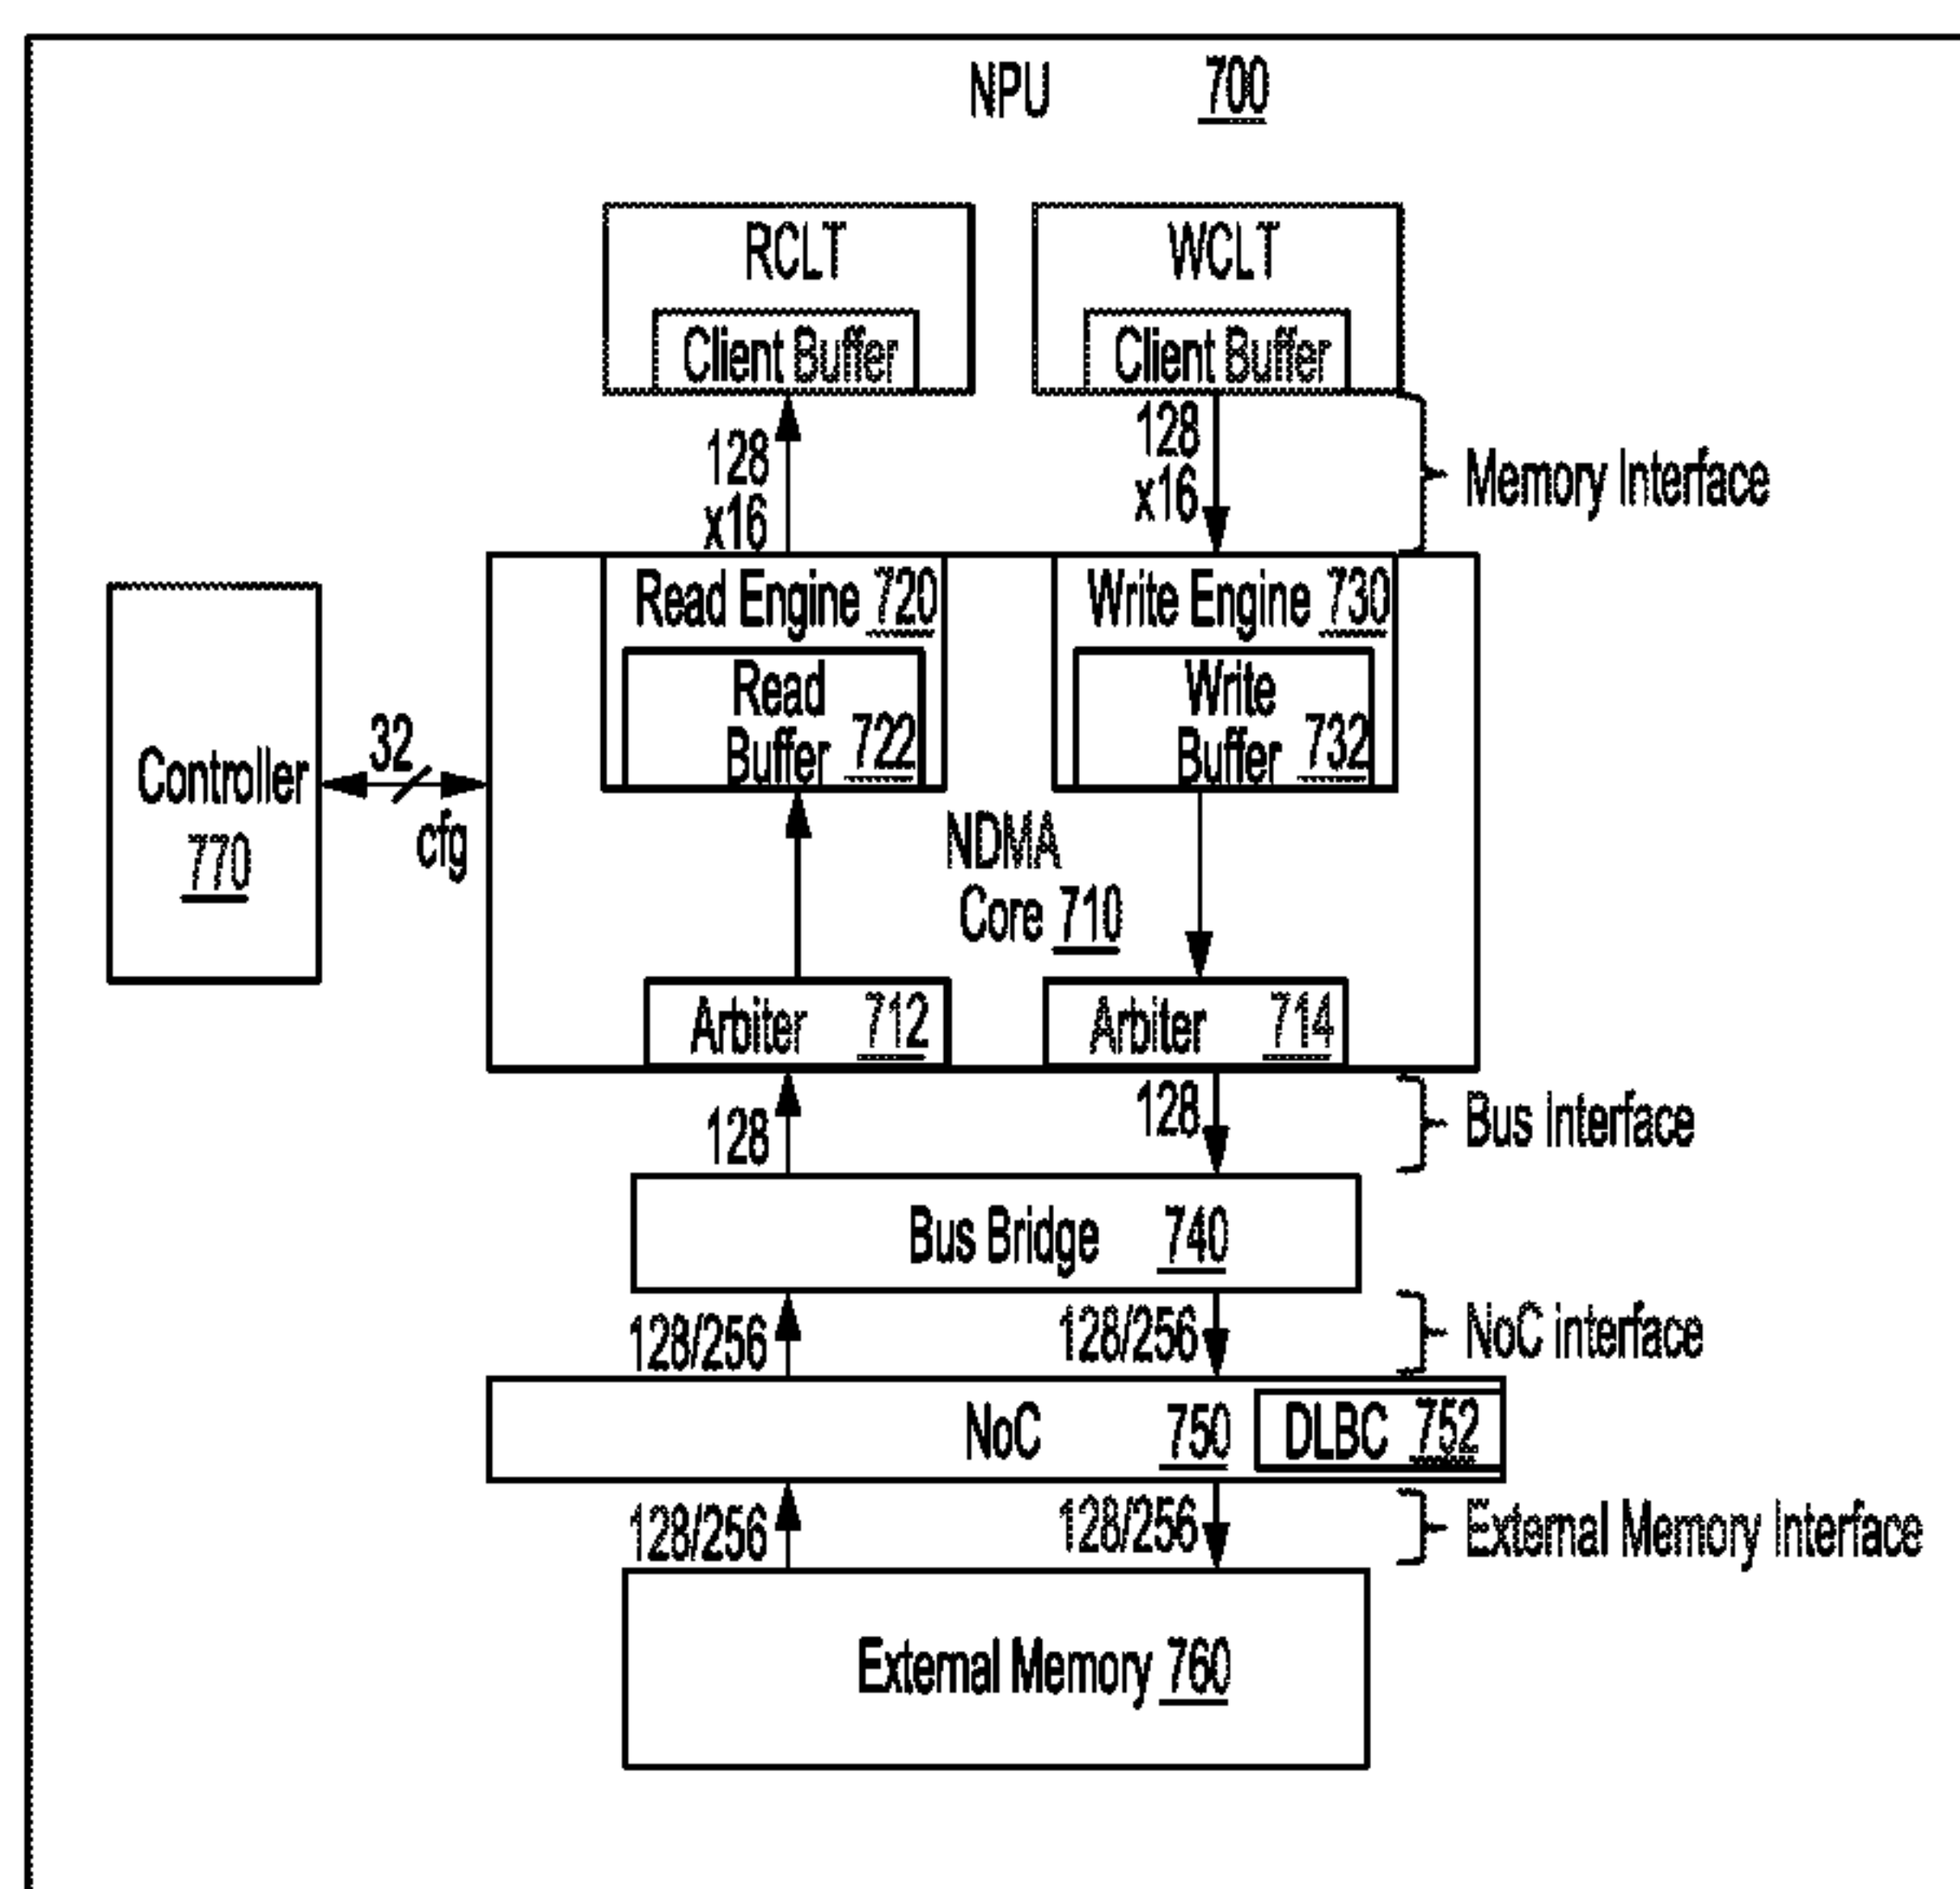 NPU 700
RCLT
Client Buffer
WCLT
Client Buffer
128
x16
128
x16
Memory Interface
Read Engine 720
Read
Buffer 722
Write Engine 730
Write
Buffer 732
Controller
770
32
cfg
NDMA
Core 710
Arbiter 712
Arbiter 714
128
128
Bus Interface
Bus Bridge 740
128/256
128/256
NoC interface
NoC 750
DLBC 752
128/256
128/256
External Memory Interface
External Memory 760